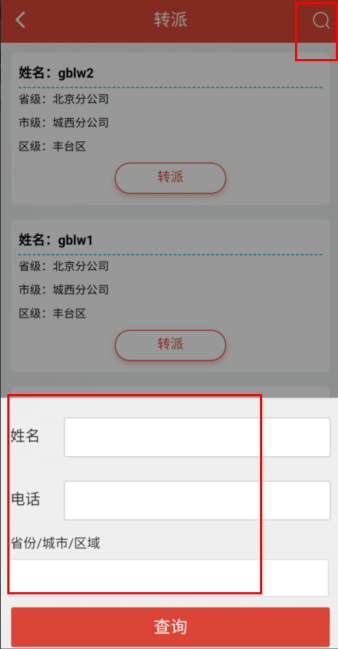 转派
姓名：gblw2
省级：北京分公司
市级：城西分公司
区级：丰台区
转派
姓名：gblw1
省级：北京分公司
市级：城西分公司
区级：丰台区
转派
姓名
电话
省份/城市/区域
查询